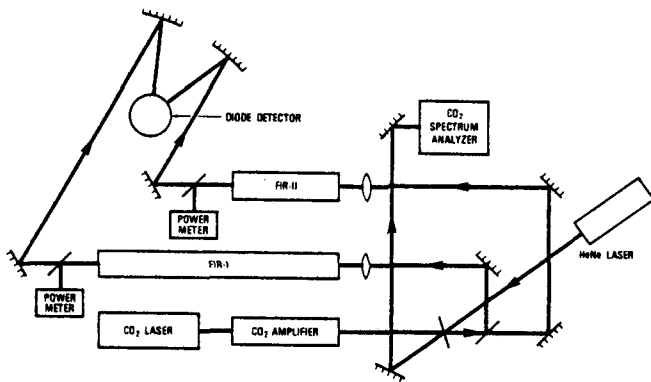 CO2
SPECTRUM
ANALYZER
DIODE DETECTOR
FIR-II
POWER
METER
HeNe LASER
FIR-I
POWER
METER
CO2 LASER
CO2 AMPLIFIER